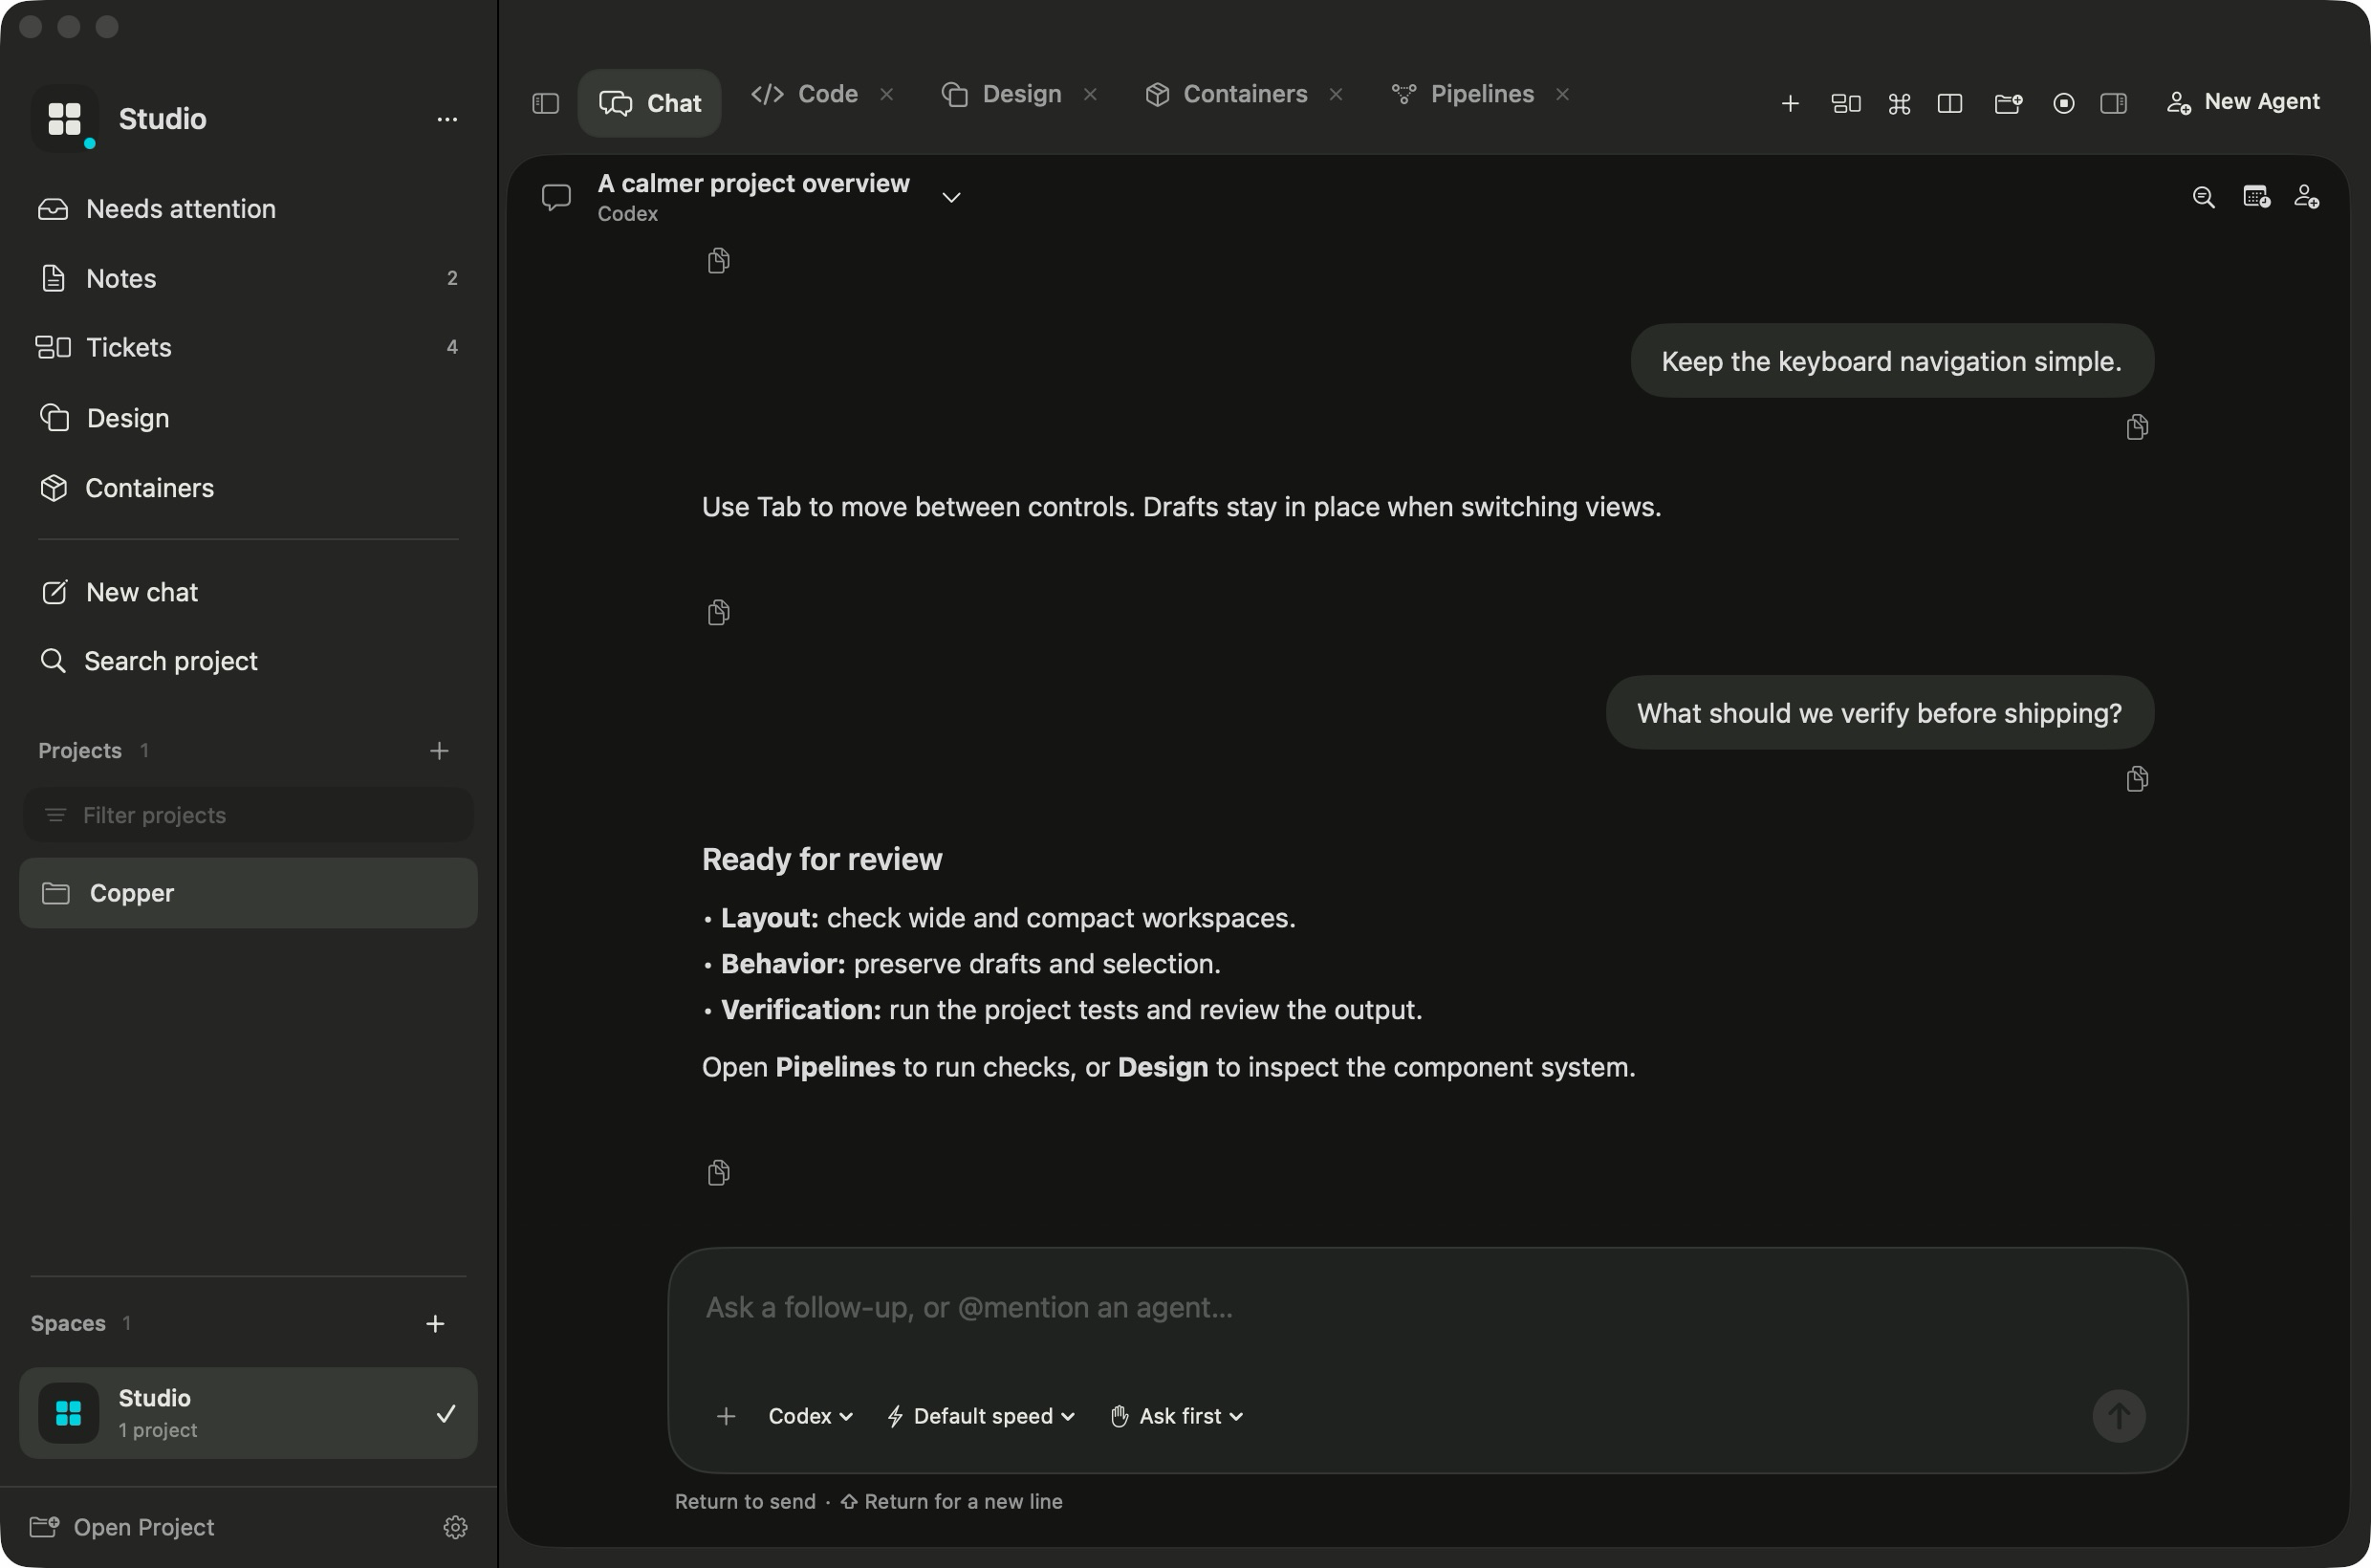 Studio
Needs attention
Notes 2
Tickets 4
Design
Containers
New chat
Search project
Projects 1
Filter projects
Copper
Spaces 1
Studio
1 project
Open Project
Chat
Code
Design
Containers
Pipelines
New Agent
A calmer project overview
Codex
Keep the keyboard navigation simple.
Use Tab to move between controls. Drafts stay in place when switching views.
What should we verify before shipping?
Ready for review
• Layout: check wide and compact workspaces.
• Behavior: preserve drafts and selection.
• Verification: run the project tests and review the output.
Open Pipelines to run checks, or Design to inspect the component system.
Ask a follow-up, or @mention an agent...
Codex
Default speed
Ask first
Return to send · ⇧ Return for a new line